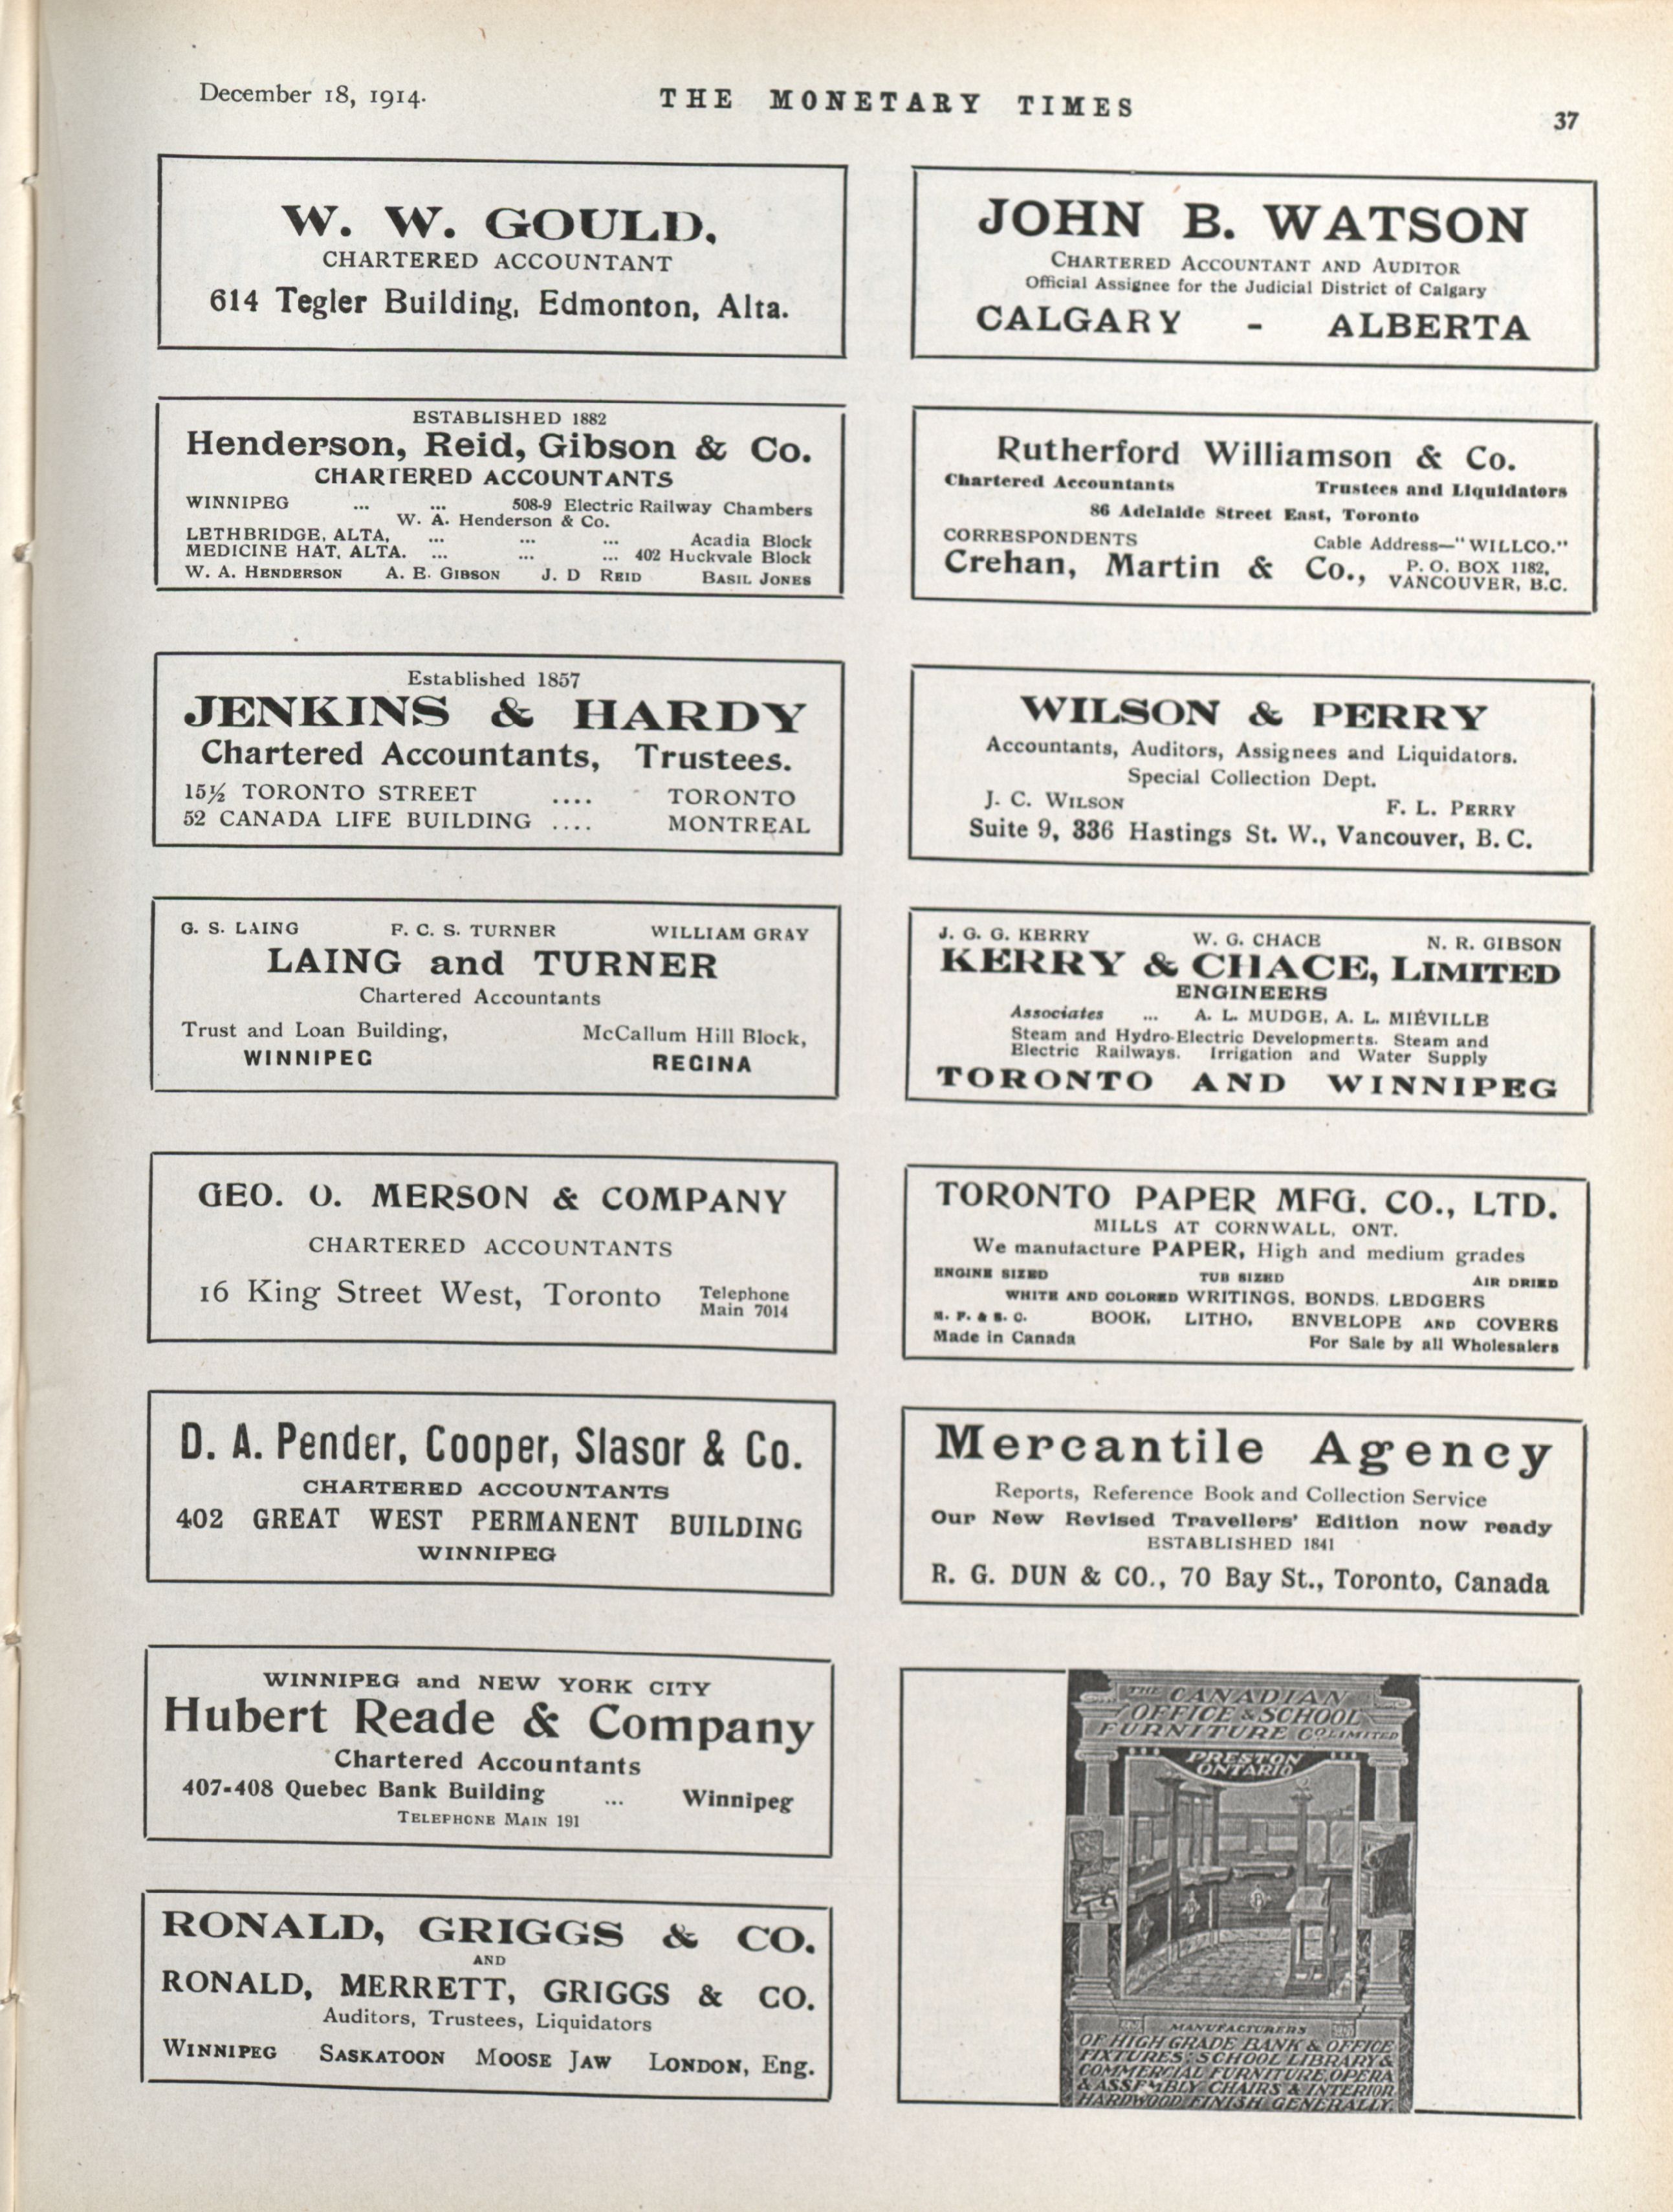 December 18, 1914.
THE MONETARY TIMES
37
W. W. GOULD,
CHARTERED ACCOUNTANT
614 Tegler Building, Edmonton, Alta.
ESTABLISHED 1882
Henderson, Reid, Gibson & Co.
CHARTERED ACCOUNTANTS
WINNIPEG ... ... 508-9 Electric Railway Chambers
W. A. Henderson & Co.
LETHBRIDGE, ALTA, ... ... ... Acadia Block
MEDICINE HAT, ALTA. ... ... ... 402 Huckvale Block
W. A. HENDERSON A. E. GIBSON J. D REID BASIL JONES
Established 1857
JENKINS & HARDY
Chartered Accountants, Trustees.
15½ TORONTO STREET .... TORONTO
52 CANADA LIFE BUILDING .... MONTREAL
G. S. LAING F. C. S. TURNER WILLIAM GRAY
LAING and TURNER
Chartered Accountants
Trust and Loan Building, McCallum Hill Block,
WINNIPEG REGINA
GEO. O. MERSON & COMPANY
CHARTERED ACCOUNTANTS
16 King Street West, Toronto Telephone
Main 7014
D. A. Pender, Cooper, Slasor & Co.
CHARTERED ACCOUNTANTS
402 GREAT WEST PERMANENT BUILDING
WINNIPEG
WINNIPEG and NEW YORK CITY
Hubert Reade & Company
Chartered Accountants
407-408 Quebec Bank Building ... Winnipeg
TELEPHONE MAIN 191
RONALD, GRIGGS & CO.
AND
RONALD, MERRETT, GRIGGS & CO.
Auditors, Trustees, Liquidators
WINNIPEG SASKATOON MOOSE JAW LONDON, Eng.
JOHN B. WATSON
CHARTERED ACCOUNTANT AND AUDITOR
Official Assignee for the Judicial District of Calgary
CALGARY - ALBERTA
Rutherford Williamson & Co.
Chartered Accountants Trustees and Liquidators
86 Adelaide Street East, Toronto
CORRESPONDENTS Cable Address—"WILLCO."
Crehan, Martin & Co., P. O. BOX 1182,
VANCOUVER, B.C.
WILSON & PERRY
Accountants, Auditors, Assignees and Liquidators.
Special Collection Dept.
J. C. WILSON F. L. PERRY
Suite 9, 336 Hastings St. W., Vancouver, B. C.
J. G. G. KERRY W. G. CHACE N. R. GIBSON
KERRY & CHACE, LIMITED
ENGINEERS
Associates ... A. L. MUDGE, A. L. MIÉVILLE
Steam and Hydro-Electric Developments. Steam and
Electric Railways. Irrigation and Water Supply
TORONTO AND WINNIPEG
TORONTO PAPER MFG. CO., LTD.
MILLS AT CORNWALL, ONT.
We manufacture PAPER, High and medium grades
ENGINE SIZED TUB SIZED AIR DRIED
WHITE AND COLORED WRITINGS, BONDS, LEDGERS
M. F. & S. C. BOOK, LITHO, ENVELOPE AND COVERS
Made in Canada For Sale by all Wholesalers
Mercantile Agency
Reports, Reference Book and Collection Service
Our New Revised Travellers' Edition now ready
ESTABLISHED 1841
R. G. DUN & CO., 70 Bay St., Toronto, Canada
THE CANADIAN
OFFICE & SCHOOL
FURNITURE CO. LIMITED
PRESTON
ONTARIO
MANUFACTURERS
OF HIGH GRADE BANK & OFFICE
FIXTURES, SCHOOL, LIBRARY &
COMMERCIAL FURNITURE, OPERA
& ASSEMBLY CHAIRS & INTERIOR
HARDWOOD FINISH GENERALLY.